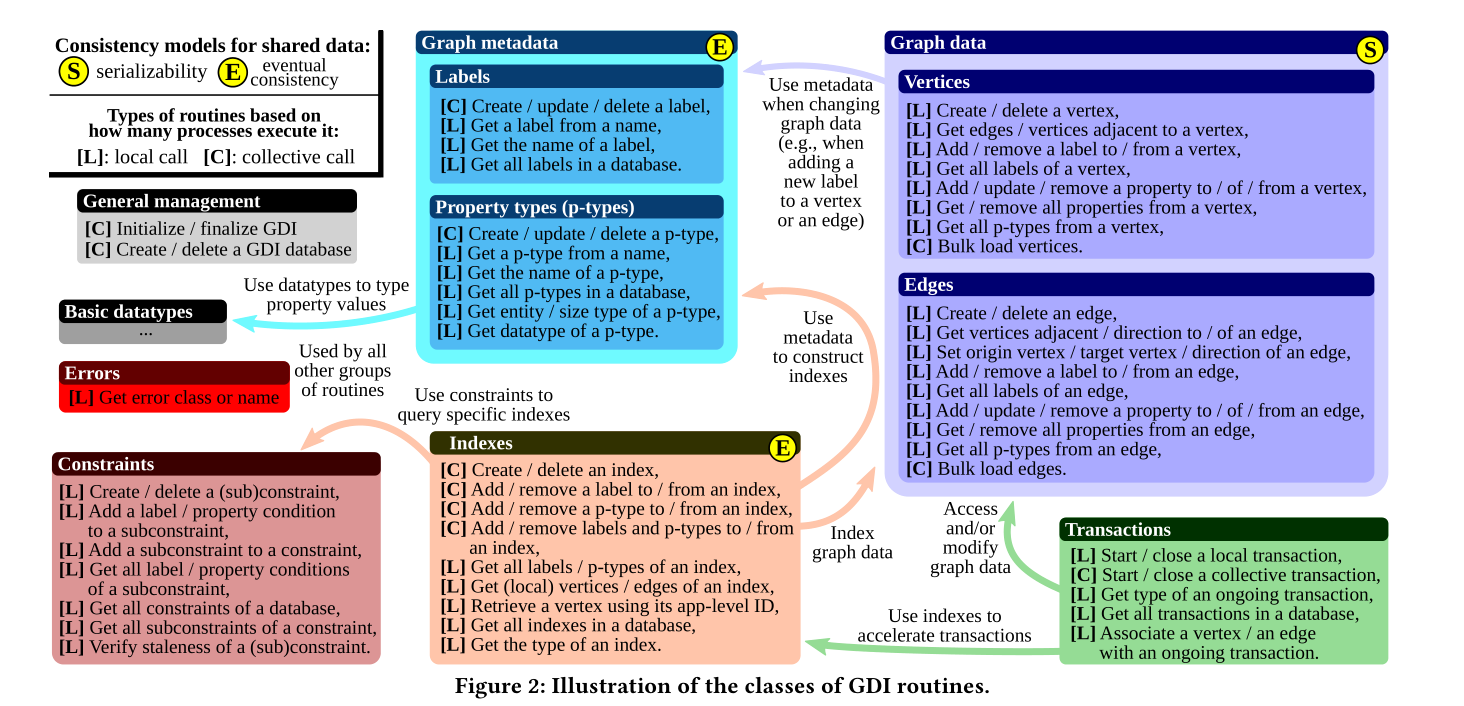 Consistency models for shared data:
S serializability E eventual consistency
Types of routines based on
how many processes execute it:
[L]: local call [C]: collective call
General management
[C] Initialize / finalize GDI
[C] Create / delete a GDI database
Use datatypes to type
property values
Basic datatypes
...
Errors
[L] Get error class or name
Used by all
other groups
of routines
Use constraints to
query specific indexes
Constraints
[L] Create / delete a (sub)constraint,
[L] Add a label / property condition
to a subconstraint,
[L] Add a subconstraint to a constraint,
[L] Get all label / property conditions
of a subconstraint,
[L] Get all constraints of a database,
[L] Get all subconstraints of a constraint,
[L] Verify staleness of a (sub)constraint.
Graph metadata
E
Labels
[C] Create / update / delete a label,
[L] Get a label from a name,
[L] Get the name of a label,
[L] Get all labels in a database.
Property types (p-types)
[C] Create / update / delete a p-type,
[L] Get a p-type from a name,
[L] Get the name of a p-type,
[L] Get all p-types in a database,
[L] Get entity / size type of a p-type,
[L] Get datatype of a p-type.
Indexes
E
[C] Create / delete an index,
[C] Add / remove a label to / from an index,
[C] Add / remove a p-type to / from an index,
[C] Add / remove labels and p-types to / from
an index,
[L] Get all labels / p-types of an index,
[L] Get (local) vertices / edges of an index,
[L] Retrieve a vertex using its app-level ID,
[L] Get all indexes in a database,
[L] Get the type of an index.
Use metadata
when changing
graph data
(e.g., when
adding a
new label
to a vertex
or an edge)
Use
metadata
to construct
indexes
Index
graph data
Access
and/or
modify
graph data
Use indexes to
accelerate transactions
Graph data
S
Vertices
[L] Create / delete a vertex,
[L] Get edges / vertices adjacent to a vertex,
[L] Add / remove a label to / from a vertex,
[L] Get all labels of a vertex,
[L] Add / update / remove a property to / of / from a vertex,
[L] Get / remove all properties from a vertex,
[L] Get all p-types from a vertex,
[C] Bulk load vertices.
Edges
[L] Create / delete an edge,
[L] Get vertices adjacent / direction to / of an edge,
[L] Set origin vertex / target vertex / direction of an edge,
[L] Add / remove a label to / from an edge,
[L] Get all labels of an edge,
[L] Add / update / remove a property to / of / from an edge,
[L] Get / remove all properties from an edge,
[L] Get all p-types from an edge,
[C] Bulk load edges.
Transactions
[L] Start / close a local transaction,
[C] Start / close a collective transaction,
[L] Get type of an ongoing transaction,
[L] Get all transactions in a database,
[L] Associate a vertex / an edge
with an ongoing transaction.
Figure 2: Illustration of the classes of GDI routines.